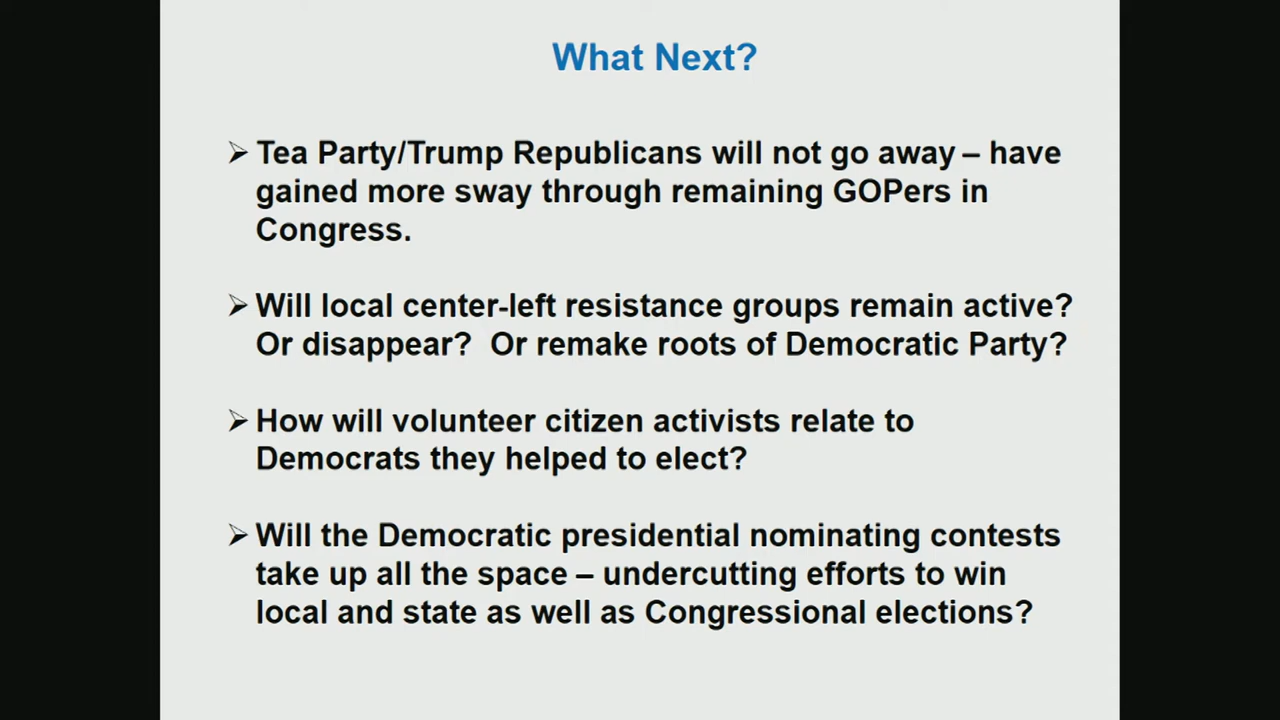 What Next?
➢ Tea Party/Trump Republicans will not go away – have
gained more sway through remaining GOPers in
Congress.
➢ Will local center-left resistance groups remain active?
Or disappear?  Or remake roots of Democratic Party?
➢ How will volunteer citizen activists relate to
Democrats they helped to elect?
➢ Will the Democratic presidential nominating contests
take up all the space – undercutting efforts to win
local and state as well as Congressional elections?